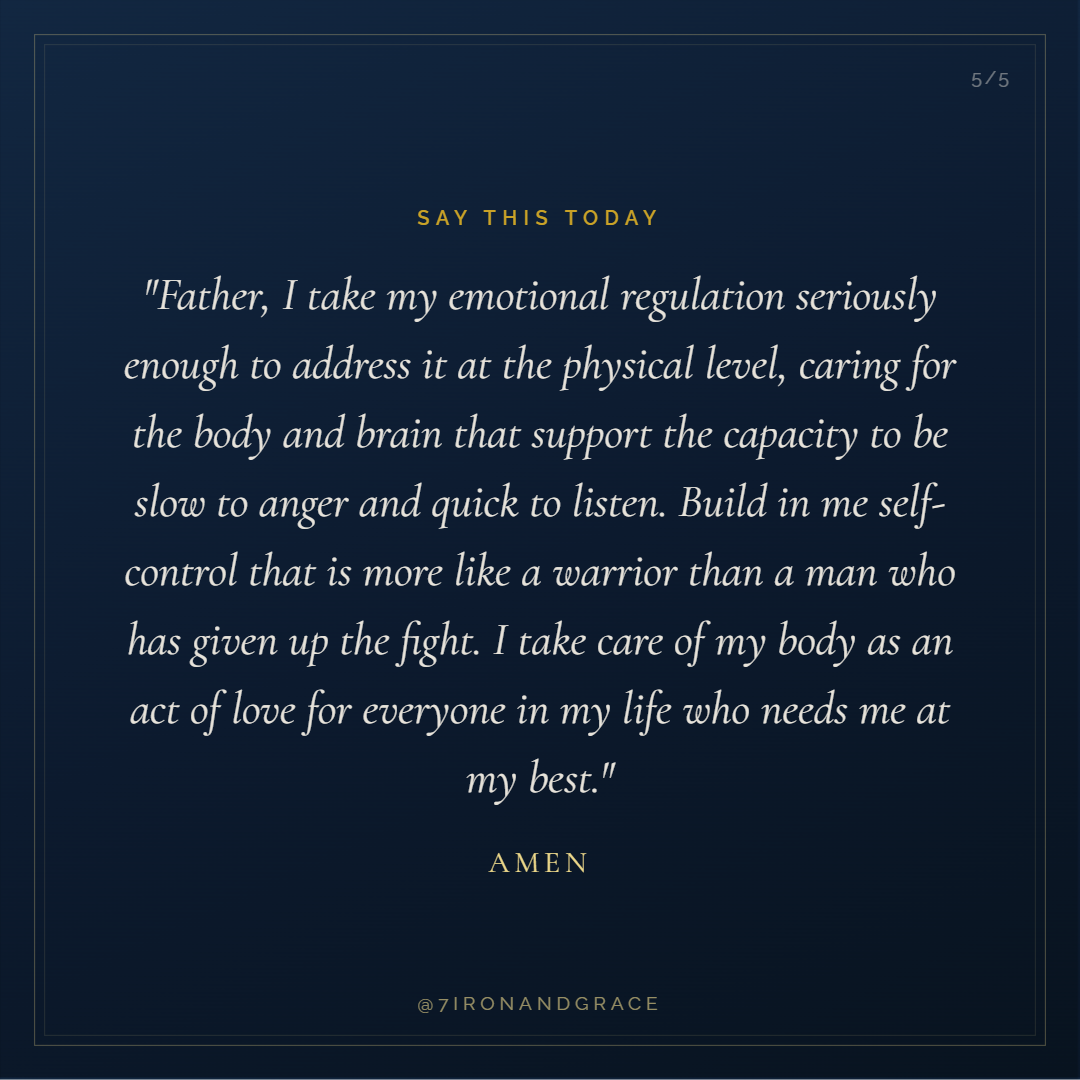 5/5
SAY THIS TODAY
"Father, I take my emotional regulation seriously
enough to address it at the physical level, caring for
the body and brain that support the capacity to be
slow to anger and quick to listen. Build in me self-
control that is more like a warrior than a man who
has given up the fight. I take care of my body as an
act of love for everyone in my life who needs me at
my best."
AMEN
@7IRONANDGRACE